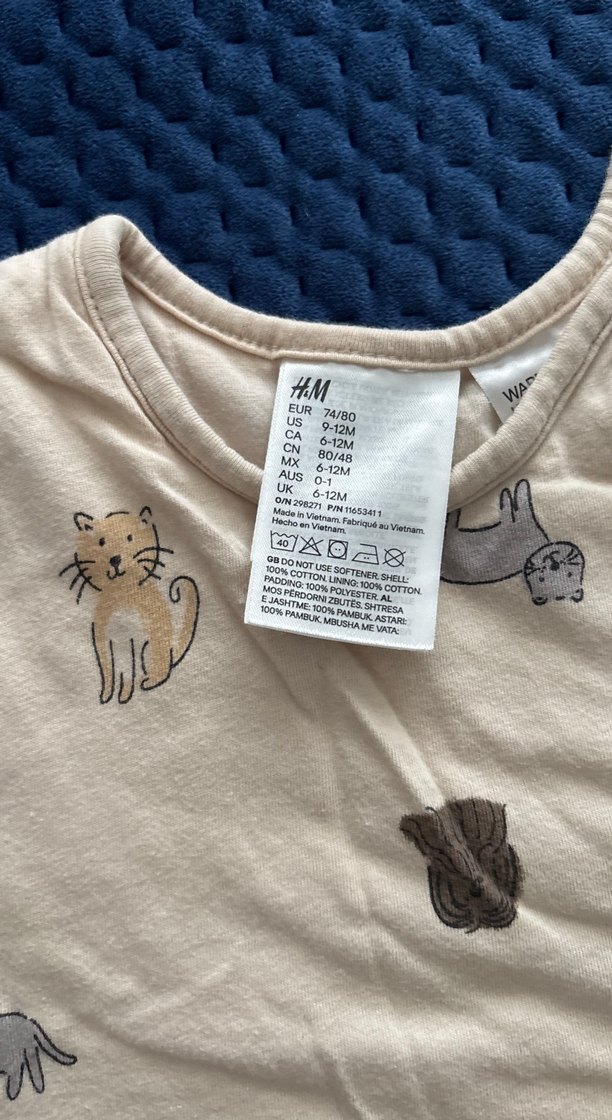 H&M
EUR 74/80
US 9-12M
CA 6-12M
CN 80/48
MX 6-12M
AUS 0-1
UK 6-12M
O/N 298271 P/N 1165341 1
Made in Vietnam. Fabriqué au Vietnam.
Hecho en Vietnam.
40
GB DO NOT USE SOFTENER. SHELL:
100% COTTON. LINING: 100% COTTON.
PADDING: 100% POLYESTER. AL
MOS PËRDORNI ZBUTËS. SHTRESA
E JASHTME: 100% PAMBUK. ASTARI:
100% PAMBUK. MBUSHA ME VATA: